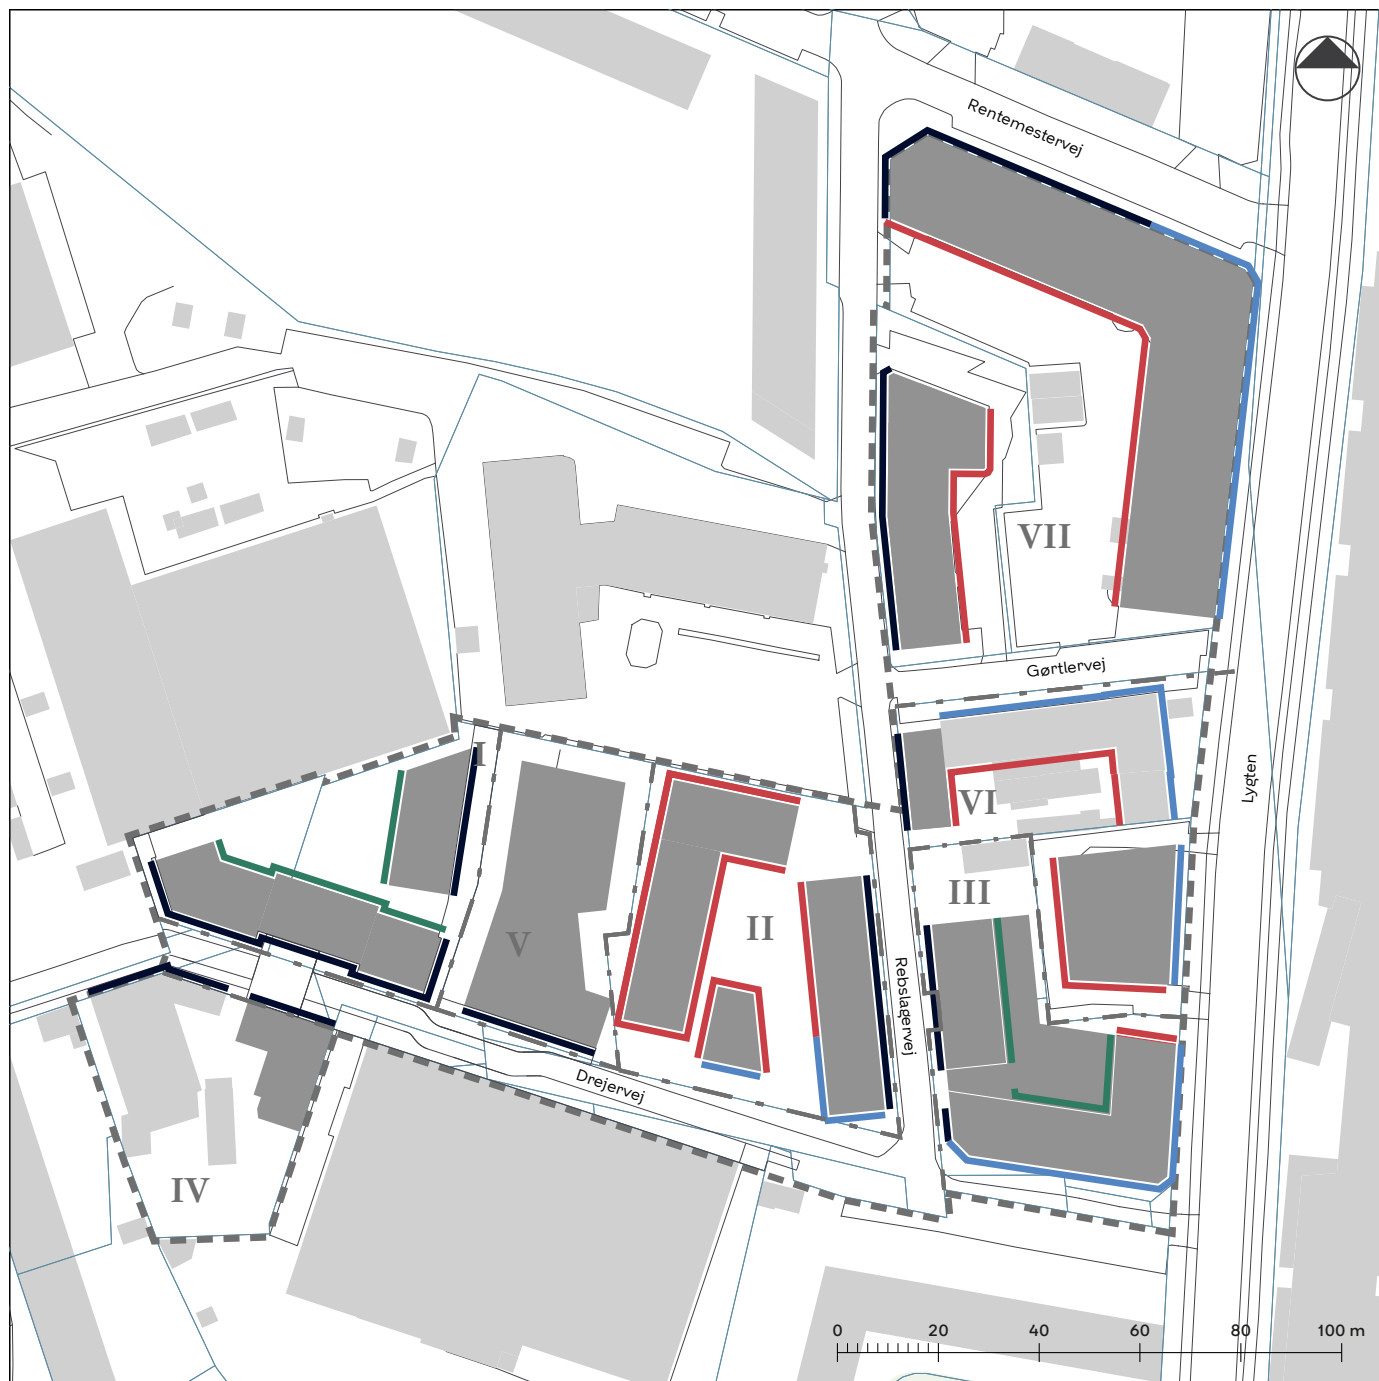 Rentemestervej
VII
Gørtlervej
I
VI
Lygten
III
V
II
Rebslagervej
Drejervej
IV
0 20 40 60 80 100 m